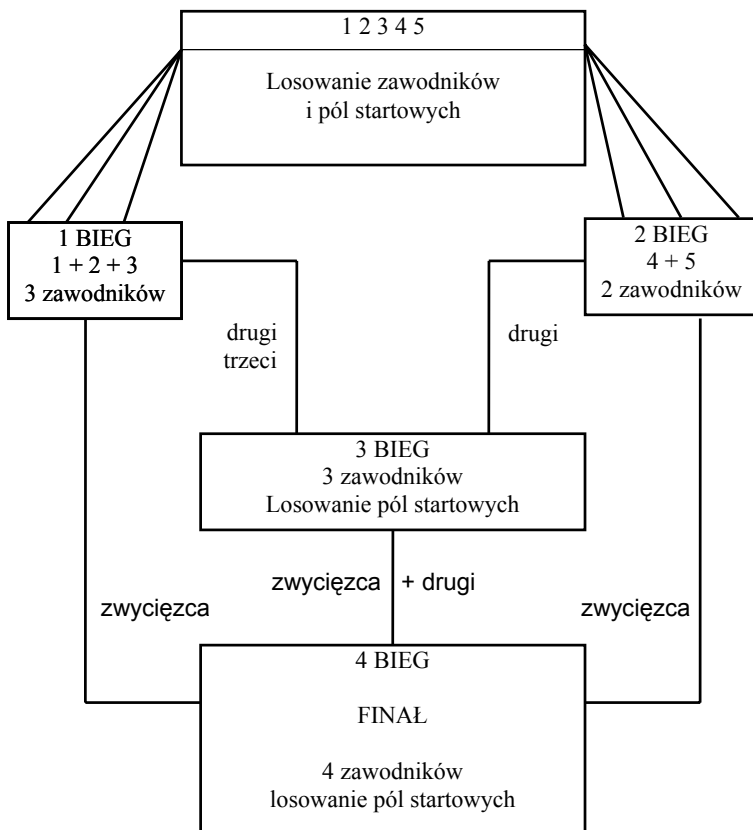 1 2 3 4 5
Losowanie zawodników
i pól startowych
1 BIEG
1 + 2 + 3
3 zawodników
2 BIEG
4 + 5
2 zawodników
drugi
trzeci
drugi
3 BIEG
3 zawodników
Losowanie pól startowych
zwycięzca + drugi
zwycięzca
zwycięzca
4 BIEG
FINAŁ
4 zawodników
losowanie pól startowych